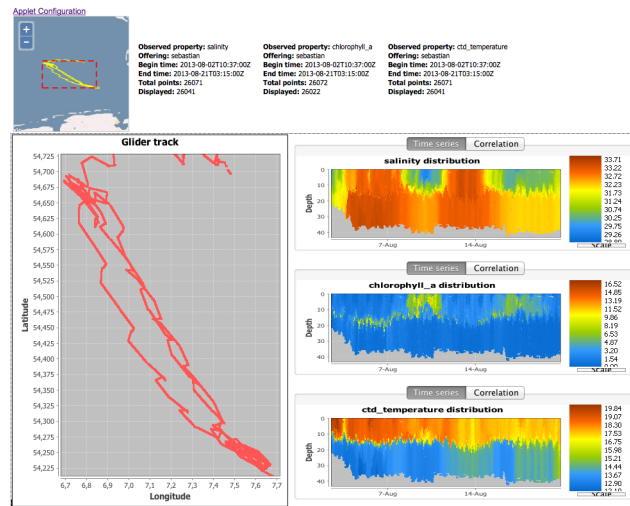 Applet Configuration
+
−
Observed property: salinity
Offering: sebastian
Begin time: 2013-08-02T10:37:00Z
End time: 2013-08-21T03:15:00Z
Total points: 26071
Displayed: 26041
Observed property: chlorophyll_a
Offering: sebastian
Begin time: 2013-08-02T10:37:00Z
End time: 2013-08-21T03:15:00Z
Total points: 26072
Displayed: 26022
Observed property: ctd_temperature
Offering: sebastian
Begin time: 2013-08-02T10:37:00Z
End time: 2013-08-21T03:15:00Z
Total points: 26071
Displayed: 26041
Glider track
54,725
54,700
54,675
54,650
54,625
54,600
54,575
54,550
54,525
54,500
54,475
54,450
54,425
54,400
54,375
54,350
54,325
54,300
54,275
54,250
54,225
Latitude
6,7 6,8 6,9 7,0 7,1 7,2 7,3 7,4 7,5 7,6 7,7
Longitude
Time series Correlation
salinity distribution
0
10
20
30
40
Depth
7-Aug 14-Aug
33.71
33.22
32.72
32.23
31.73
31.24
30.74
30.25
29.75
29.26
Scale
Time series Correlation
chlorophyll_a distribution
0
10
20
30
40
Depth
7-Aug 14-Aug
16.52
14.85
13.19
11.52
9.86
8.19
6.53
4.87
3.20
1.54
Scale
Time series Correlation
ctd_temperature distribution
0
10
20
30
40
Depth
7-Aug 14-Aug
19.84
19.07
18.30
17.53
16.75
15.98
15.21
14.44
13.67
12.90
Scale